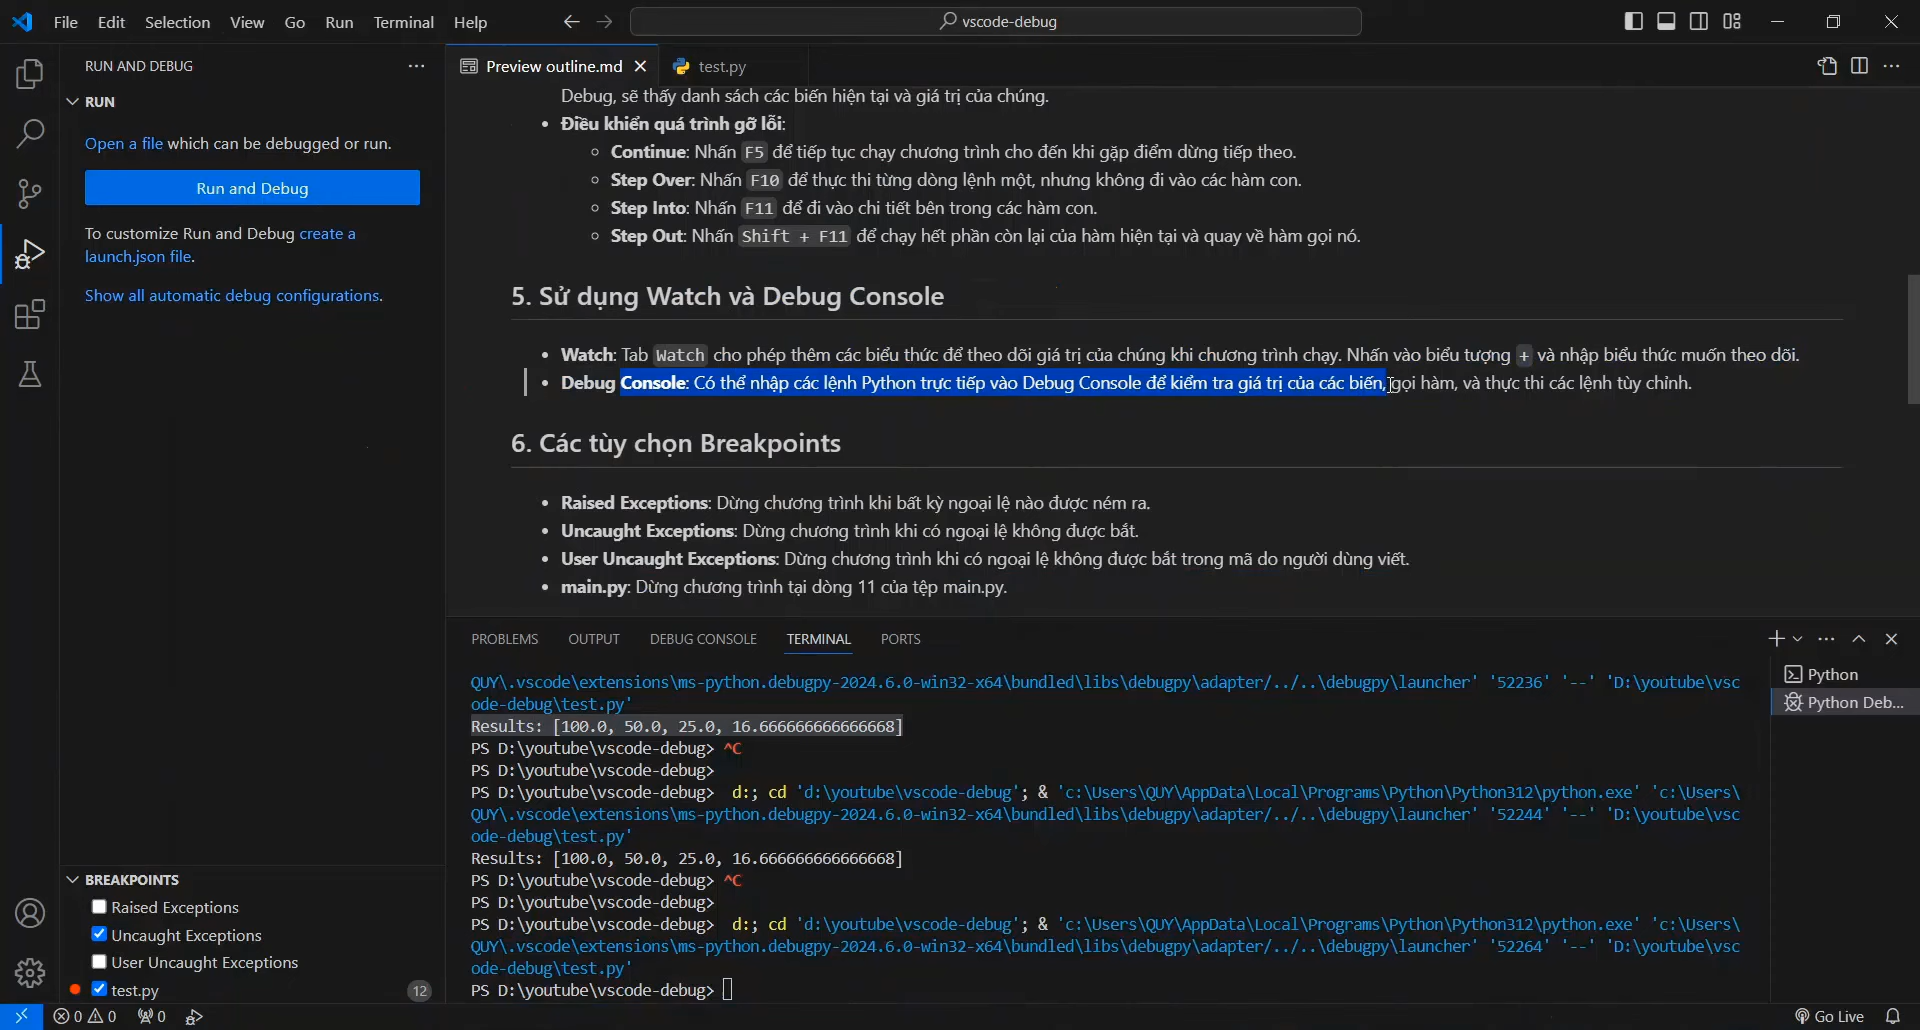 File Edit Selection View Go Run Terminal Help
vscode-debug
RUN AND DEBUG
RUN
Open a file which can be debugged or run.
Run and Debug
To customize Run and Debug create a
launch.json file.
Show all automatic debug configurations.
BREAKPOINTS
Raised Exceptions
Uncaught Exceptions
User Uncaught Exceptions
test.py 12
Preview outline.md test.py
Debug, sẽ thấy danh sách các biến hiện tại và giá trị của chúng.
• Điều khiển quá trình gỡ lỗi:
Continue: Nhấn F5 để tiếp tục chạy chương trình cho đến khi gặp điểm dừng tiếp theo.
Step Over: Nhấn F10 để thực thi từng dòng lệnh một, nhưng không đi vào các hàm con.
Step Into: Nhấn F11 để đi vào chi tiết bên trong các hàm con.
Step Out: Nhấn Shift + F11 để chạy hết phần còn lại của hàm hiện tại và quay về hàm gọi nó.
5. Sử dụng Watch và Debug Console
• Watch: Tab Watch cho phép thêm các biểu thức để theo dõi giá trị của chúng khi chương trình chạy. Nhấn vào biểu tượng + và nhập biểu thức muốn theo dõi.
• Debug Console: Có thể nhập các lệnh Python trực tiếp vào Debug Console để kiểm tra giá trị của các biến, gọi hàm, và thực thi các lệnh tùy chỉnh.
6. Các tùy chọn Breakpoints
• Raised Exceptions: Dừng chương trình khi bất kỳ ngoại lệ nào được ném ra.
• Uncaught Exceptions: Dừng chương trình khi có ngoại lệ không được bắt.
• User Uncaught Exceptions: Dừng chương trình khi có ngoại lệ không được bắt trong mã do người dùng viết.
• main.py: Dừng chương trình tại dòng 11 của tệp main.py.
PROBLEMS OUTPUT DEBUG CONSOLE TERMINAL PORTS
QUY\.vscode\extensions\ms-python.debugpy-2024.6.0-win32-x64\bundled\libs\debugpy\adapter/../..\debugpy\launcher' '52236' '--' 'D:\youtube\vsc
ode-debug\test.py'
Results: [100.0, 50.0, 25.0, 16.666666666666668]
PS D:\youtube\vscode-debug> ^C
PS D:\youtube\vscode-debug>
PS D:\youtube\vscode-debug> d:; cd 'd:\youtube\vscode-debug'; & 'c:\Users\QUY\AppData\Local\Programs\Python\Python312\python.exe' 'c:\Users\
QUY\.vscode\extensions\ms-python.debugpy-2024.6.0-win32-x64\bundled\libs\debugpy\adapter/../..\debugpy\launcher' '52244' '--' 'D:\youtube\vsc
ode-debug\test.py'
Results: [100.0, 50.0, 25.0, 16.666666666666668]
PS D:\youtube\vscode-debug> ^C
PS D:\youtube\vscode-debug>
PS D:\youtube\vscode-debug> d:; cd 'd:\youtube\vscode-debug'; & 'c:\Users\QUY\AppData\Local\Programs\Python\Python312\python.exe' 'c:\Users\
QUY\.vscode\extensions\ms-python.debugpy-2024.6.0-win32-x64\bundled\libs\debugpy\adapter/../..\debugpy\launcher' '52264' '--' 'D:\youtube\vsc
ode-debug\test.py'
PS D:\youtube\vscode-debug>
Python
Python Deb...
0 0 0 Go Live